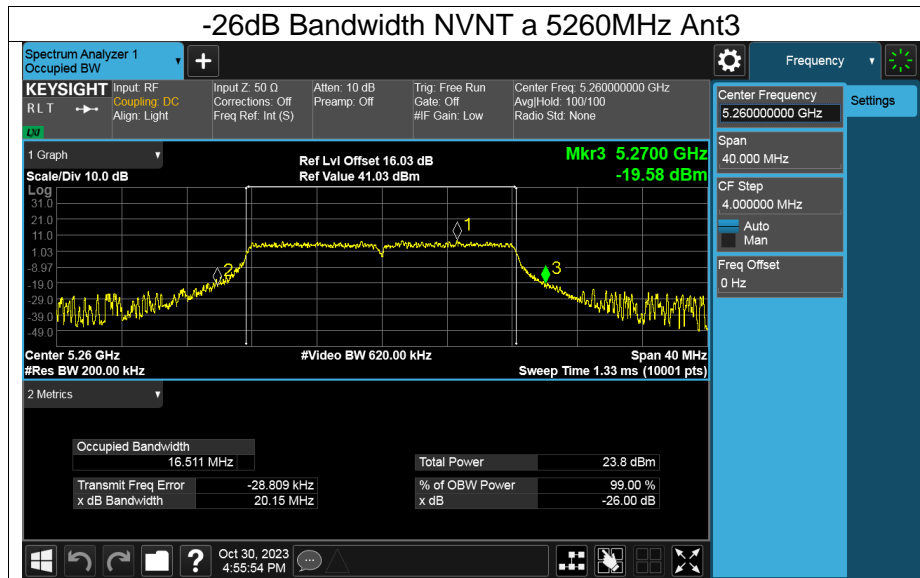 -26dB Bandwidth NVNT a 5260MHz Ant3
Spectrum Analyzer 1
Occupied BW
Frequency
KEYSIGHT
RLT
LXI
Input: RF
Coupling: DC
Align: Light
Input Z: 50 Ω
Corrections: Off
Freq Ref: Int (S)
Atten: 10 dB
Preamp: Off
Trig: Free Run
Gate: Off
#IF Gain: Low
Center Freq: 5.260000000 GHz
Avg|Hold: 100/100
Radio Std: None
Center Frequency
5.260000000 GHz
Settings
Span
40.000 MHz
CF Step
4.000000 MHz
Auto
Man
Freq Offset
0 Hz
1 Graph
Scale/Div 10.0 dB
Ref Lvl Offset 16.03 dB
Ref Value 41.03 dBm
Mkr3 5.2700 GHz
-19.58 dBm
Log
31.0
21.0
11.0
1.03
-8.97
-19.0
-29.0
-39.0
-49.0
1
2
3
Center 5.26 GHz
#Video BW 620.00 kHz
Span 40 MHz
#Res BW 200.00 kHz
Sweep Time 1.33 ms (10001 pts)
2 Metrics
Occupied Bandwidth
16.511 MHz
Total Power 23.8 dBm
Transmit Freq Error -28.809 kHz
% of OBW Power 99.00 %
x dB Bandwidth 20.15 MHz
x dB -26.00 dB
?
Oct 30, 2023
4:55:54 PM